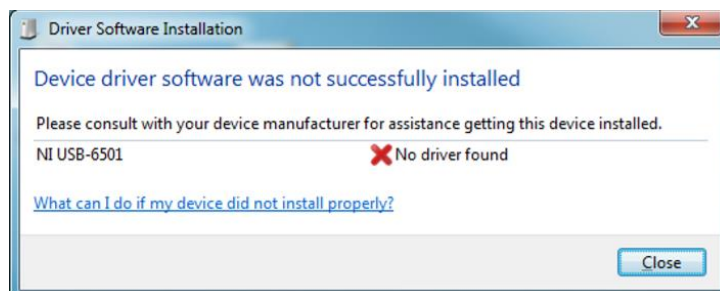 Driver Software Installation
Device driver software was not successfully installed
Please consult with your device manufacturer for assistance getting this device installed.
NI USB-6501 No driver found
What can I do if my device did not install properly?
Close